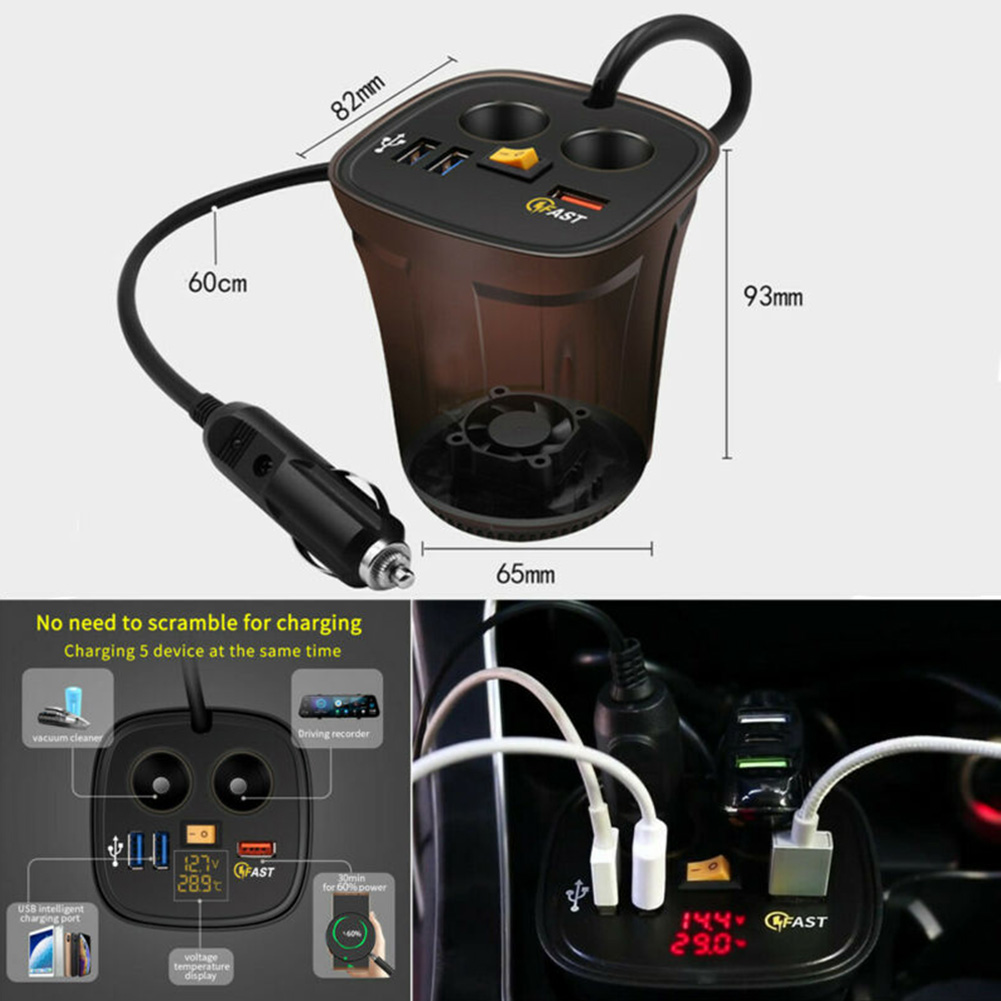 82mm
FAST
60cm
93mm
65mm
No need to scramble for charging
Charging 5 device at the same time
vacuum cleaner
Driving recorder
12.7V
28.9℃
FAST
30min
for 60% power
USB intelligent
charging port
~60%
voltage
temperature
display
14.4 V
29.0
FAST